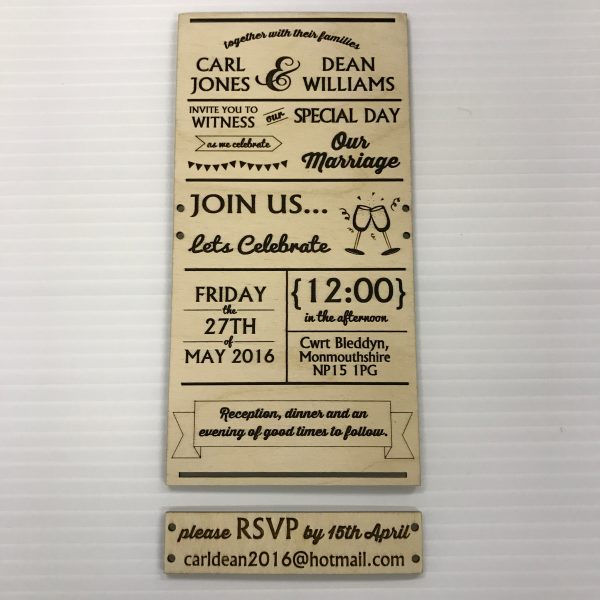 together with their families
CARL & DEAN
JONES WILLIAMS
INVITE YOU TO
WITNESS our SPECIAL DAY
as we celebrate
Our
Marriage
JOIN US...
Lets Celebrate
FRIDAY
the
27TH
of
MAY 2016
{12:00}
in the afternoon
Cwrt Bleddyn,
Monmouthshire
NP15 1PG
Reception, dinner and an
evening of good times to follow.
please RSVP by 15th April
carldean2016@hotmail.com